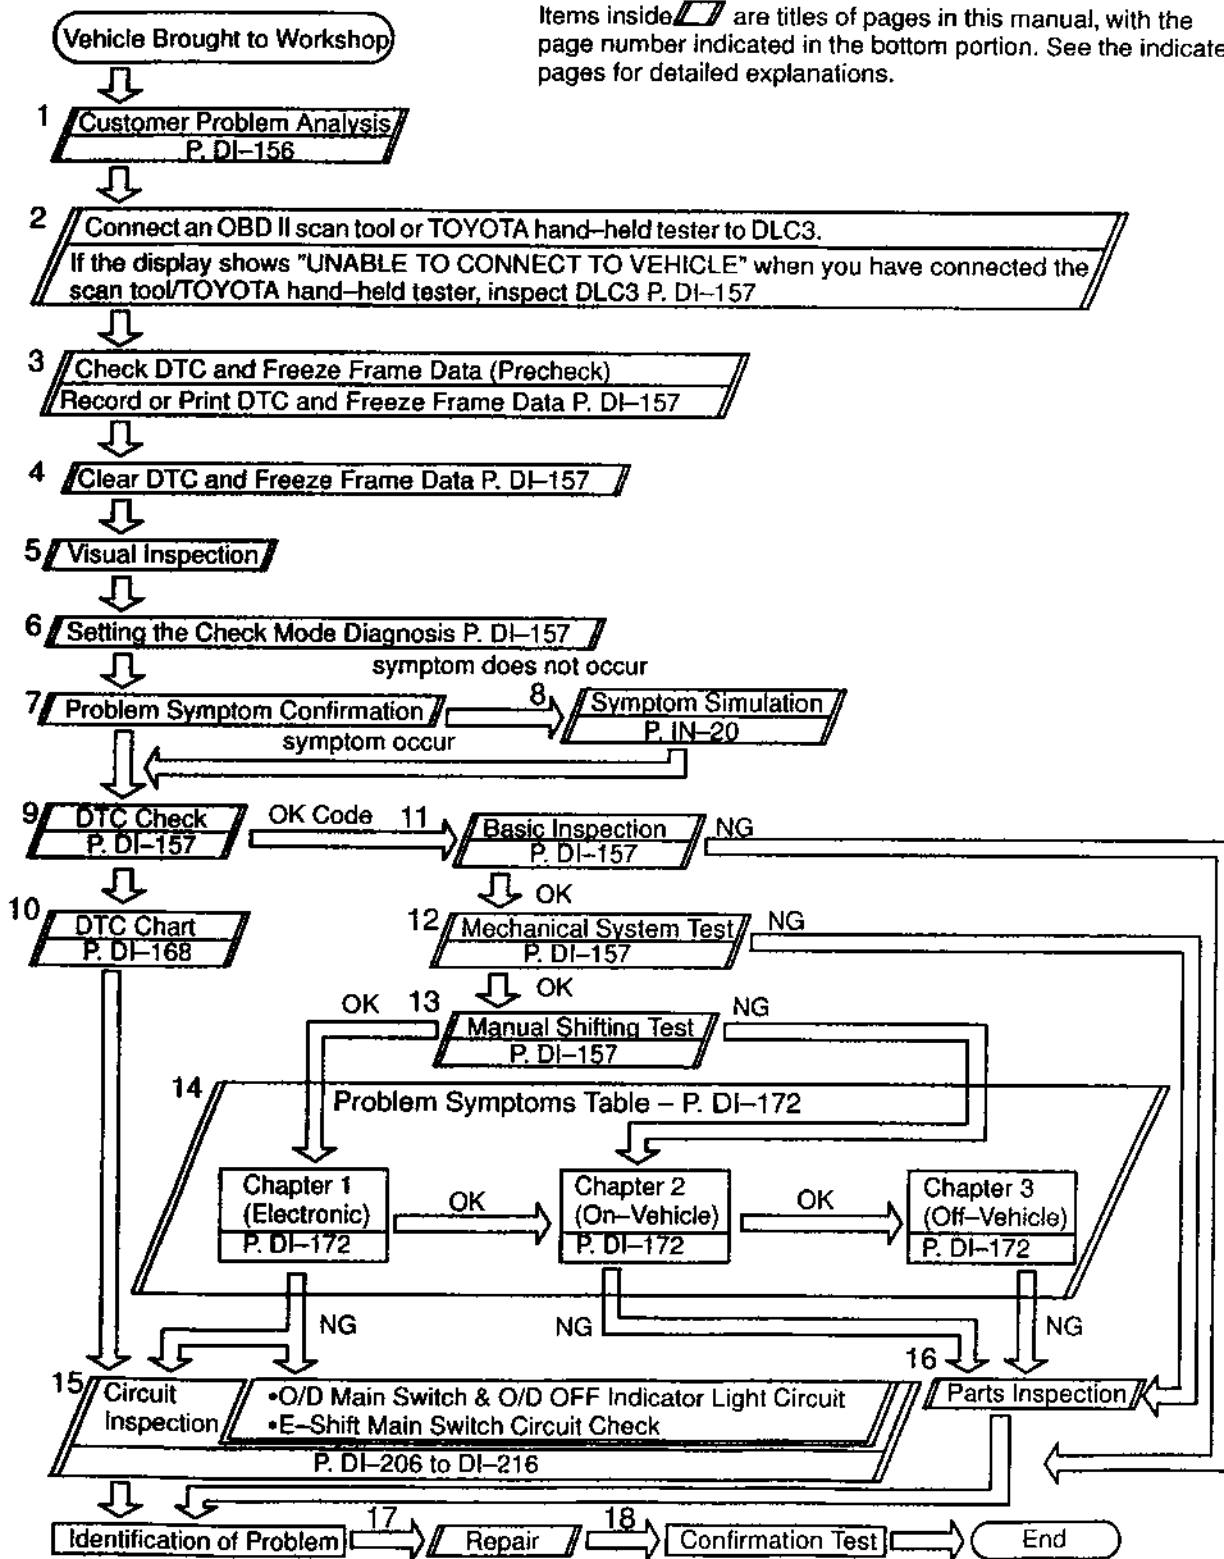 Items inside are titles of pages in this manual, with the
page number indicated in the bottom portion. See the indicate
pages for detailed explanations.
Vehicle Brought to Workshop
1
Customer Problem Analysis
P. DI–156
2
Connect an OBD II scan tool or TOYOTA hand–held tester to DLC3.
If the display shows "UNABLE TO CONNECT TO VEHICLE" when you have connected the
scan tool/TOYOTA hand–held tester, inspect DLC3 P. DI–157
3
Check DTC and Freeze Frame Data (Precheck)
Record or Print DTC and Freeze Frame Data P. DI–157
4
Clear DTC and Freeze Frame Data P. DI–157
5
Visual Inspection
6
Setting the Check Mode Diagnosis P. DI–157
symptom does not occur
7
Problem Symptom Confirmation
8
Symptom Simulation
P. IN–20
symptom occur
9
DTC Check
P. DI–157
OK Code
11
Basic Inspection
P. DI–157
NG
OK
10
DTC Chart
P. DI–168
12
Mechanical System Test
P. DI–157
NG
OK
OK
13
Manual Shifting Test
P. DI–157
NG
14
Problem Symptoms Table – P. DI–172
Chapter 1
(Electronic)
P. DI–172
OK
Chapter 2
(On–Vehicle)
P. DI–172
OK
Chapter 3
(Off–Vehicle)
P. DI–172
NG
NG
NG
15
Circuit
Inspection
•O/D Main Switch & O/D OFF Indicator Light Circuit
•E–Shift Main Switch Circuit Check
P. DI–206 to DI–216
16
Parts Inspection
Identification of Problem
17
Repair
18
Confirmation Test
End